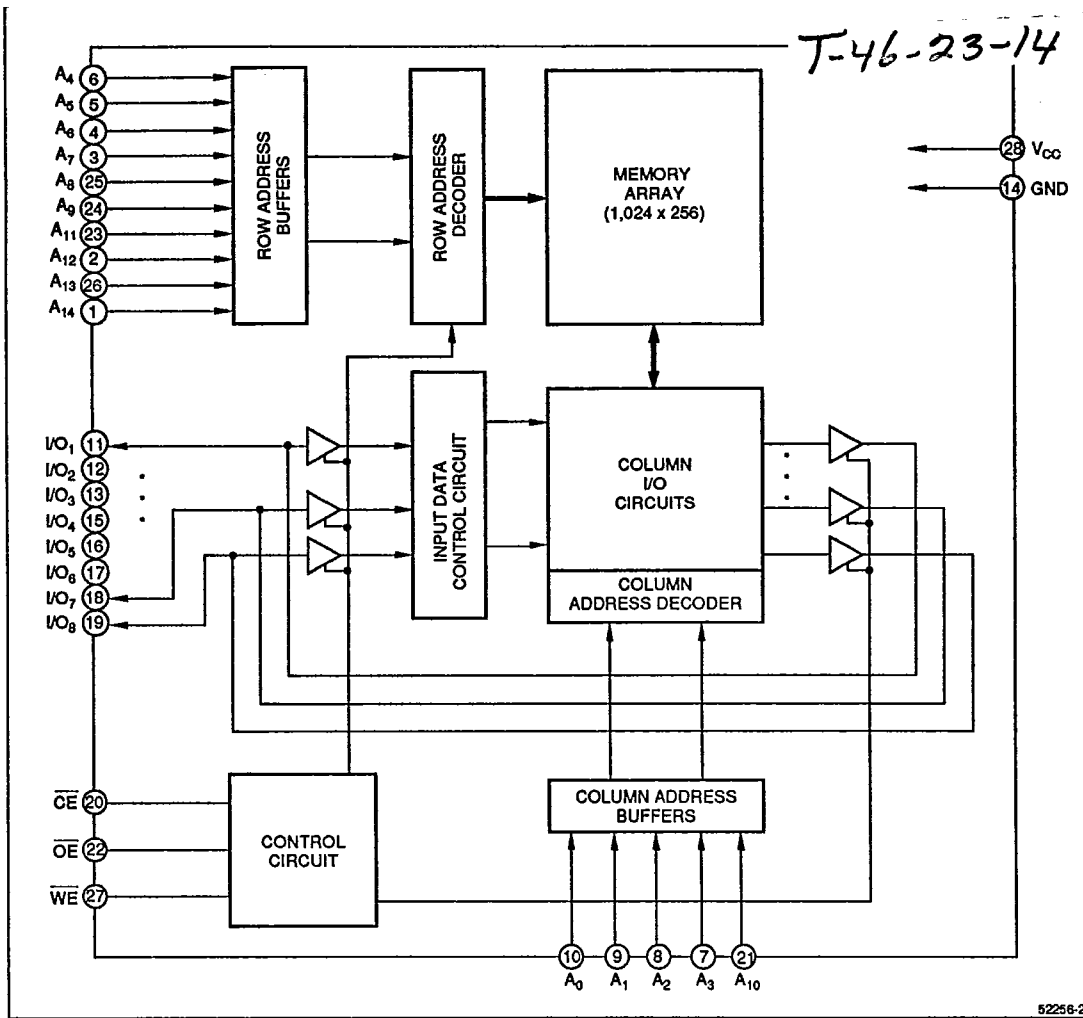 T-46-23-14
A4 6
A5 5
A6 4
A7 3
A8 25
A9 24
A11 23
A12 2
A13 26
A14 1
ROW ADDRESS
BUFFERS
ROW ADDRESS
DECODER
MEMORY
ARRAY
(1,024 x 256)
28 VCC
14 GND
I/O1 11
I/O2 12
I/O3 13
I/O4 15
I/O5 16
I/O6 17
I/O7 18
I/O8 19
INPUT DATA
CONTROL CIRCUIT
COLUMN
I/O
CIRCUITS
COLUMN
ADDRESS DECODER
C̅E̅ 20
O̅E̅ 22
W̅E̅ 27
CONTROL
CIRCUIT
COLUMN ADDRESS
BUFFERS
10 9 8 7 21
A0 A1 A2 A3 A10
52256-2